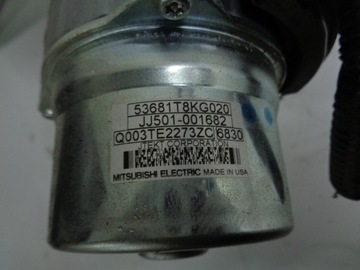 53681T8KG020
JJ501-001682
Q003TE2273ZC 6830
JTEKT CORPORATION
MITSUBISHI ELECTRIC MADE IN USA